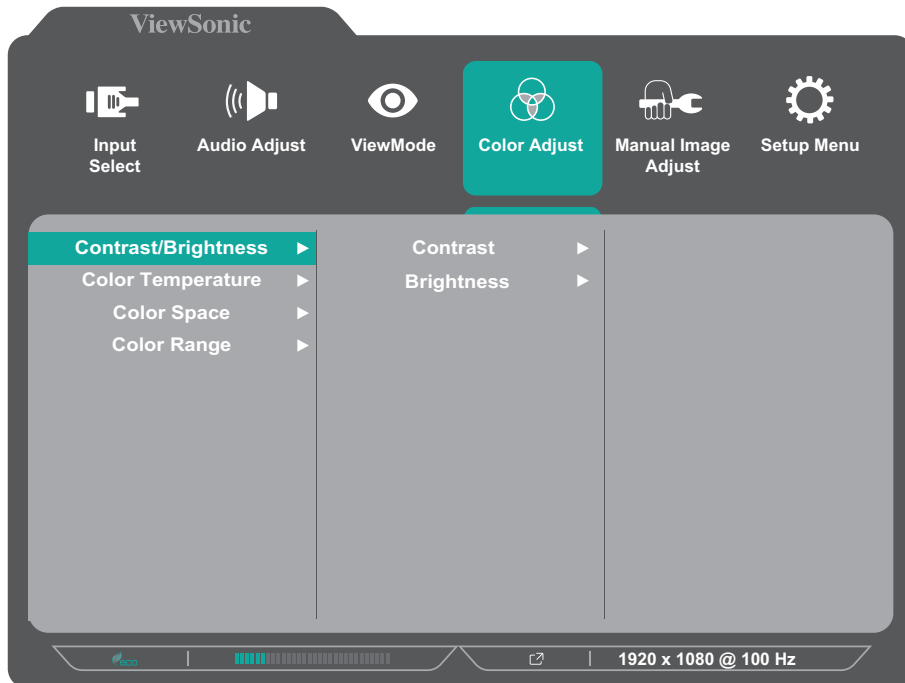 ViewSonic
Input
Select
Audio Adjust
ViewMode
Color Adjust
Manual Image
Adjust
Setup Menu
Contrast/Brightness
Color Temperature
Color Space
Color Range
Contrast
Brightness
eco
1920 x 1080 @ 100 Hz